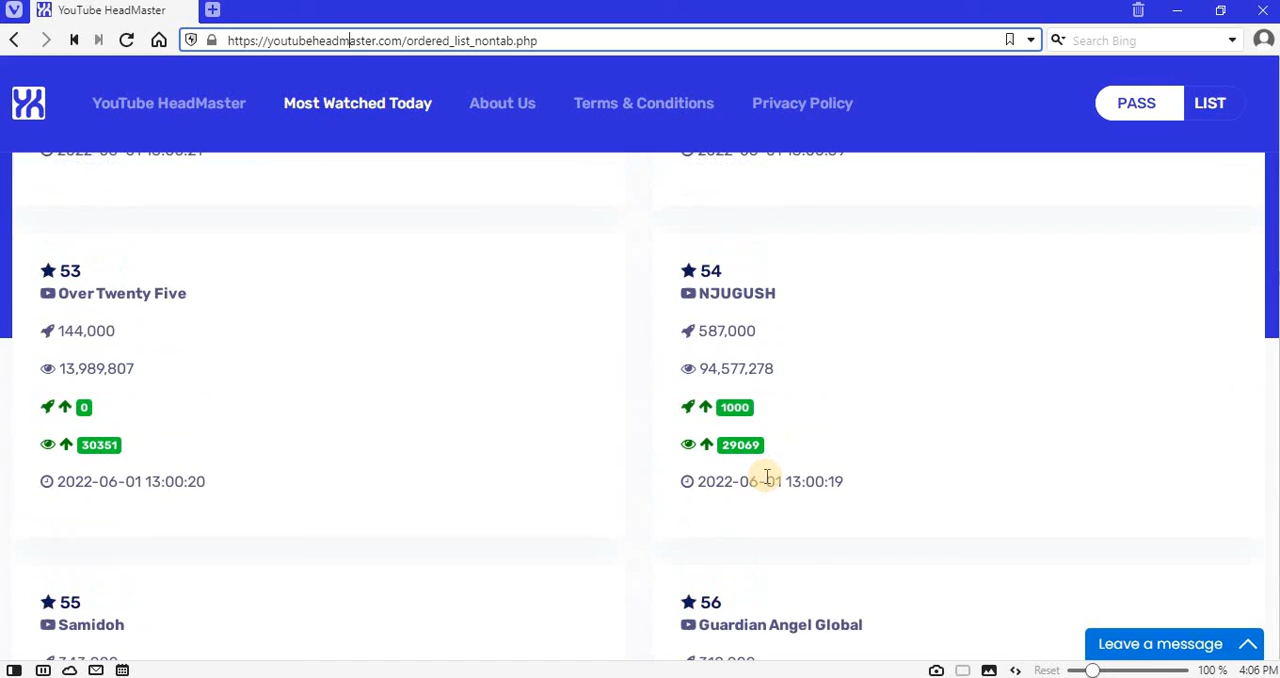 YouTube HeadMaster
https://youtubeheadmaster.com/ordered_list_nontab.php
Search Bing
YouTube HeadMaster
Most Watched Today
About Us
Terms & Conditions
Privacy Policy
PASS
LIST
53
Over Twenty Five
144,000
13,989,807
0
30351
2022-06-01 13:00:20
54
NJUGUSH
587,000
94,577,278
1000
29069
2022-06-01 13:00:19
55
Samidoh
56
Guardian Angel Global
Leave a message
Reset
100 %
4:06 PM